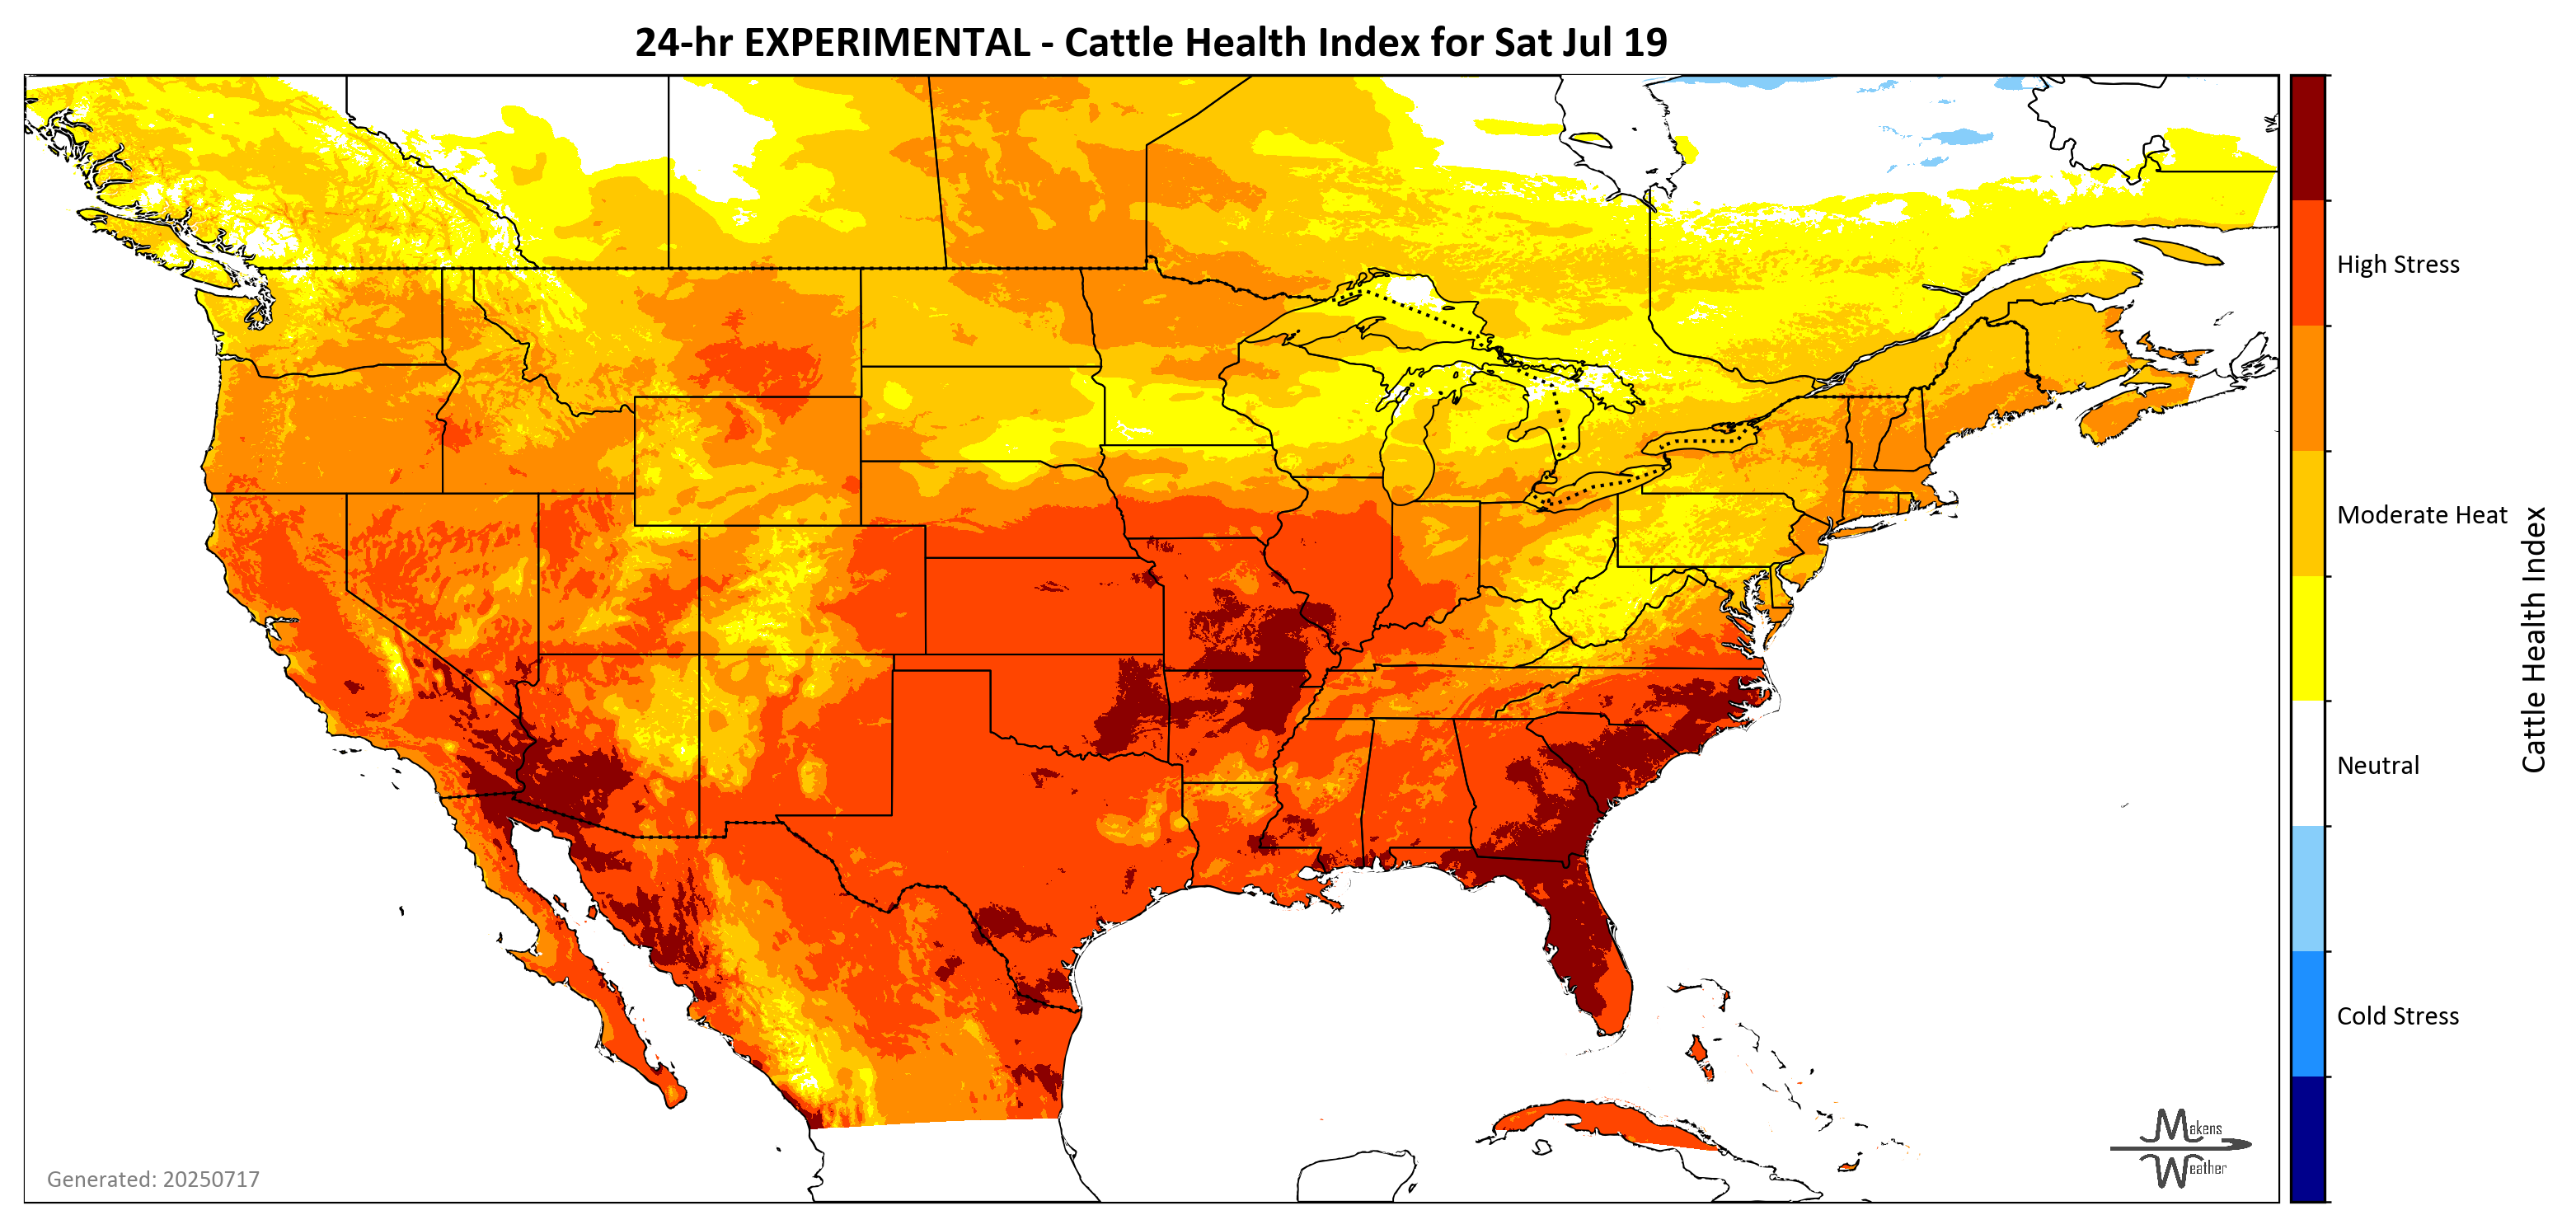 24-hr EXPERIMENTAL - Cattle Health Index for Sat Jul 19
High Stress
Moderate Heat
Neutral
Cold Stress
Cattle Health Index
Makens
Weather
Generated: 20250717